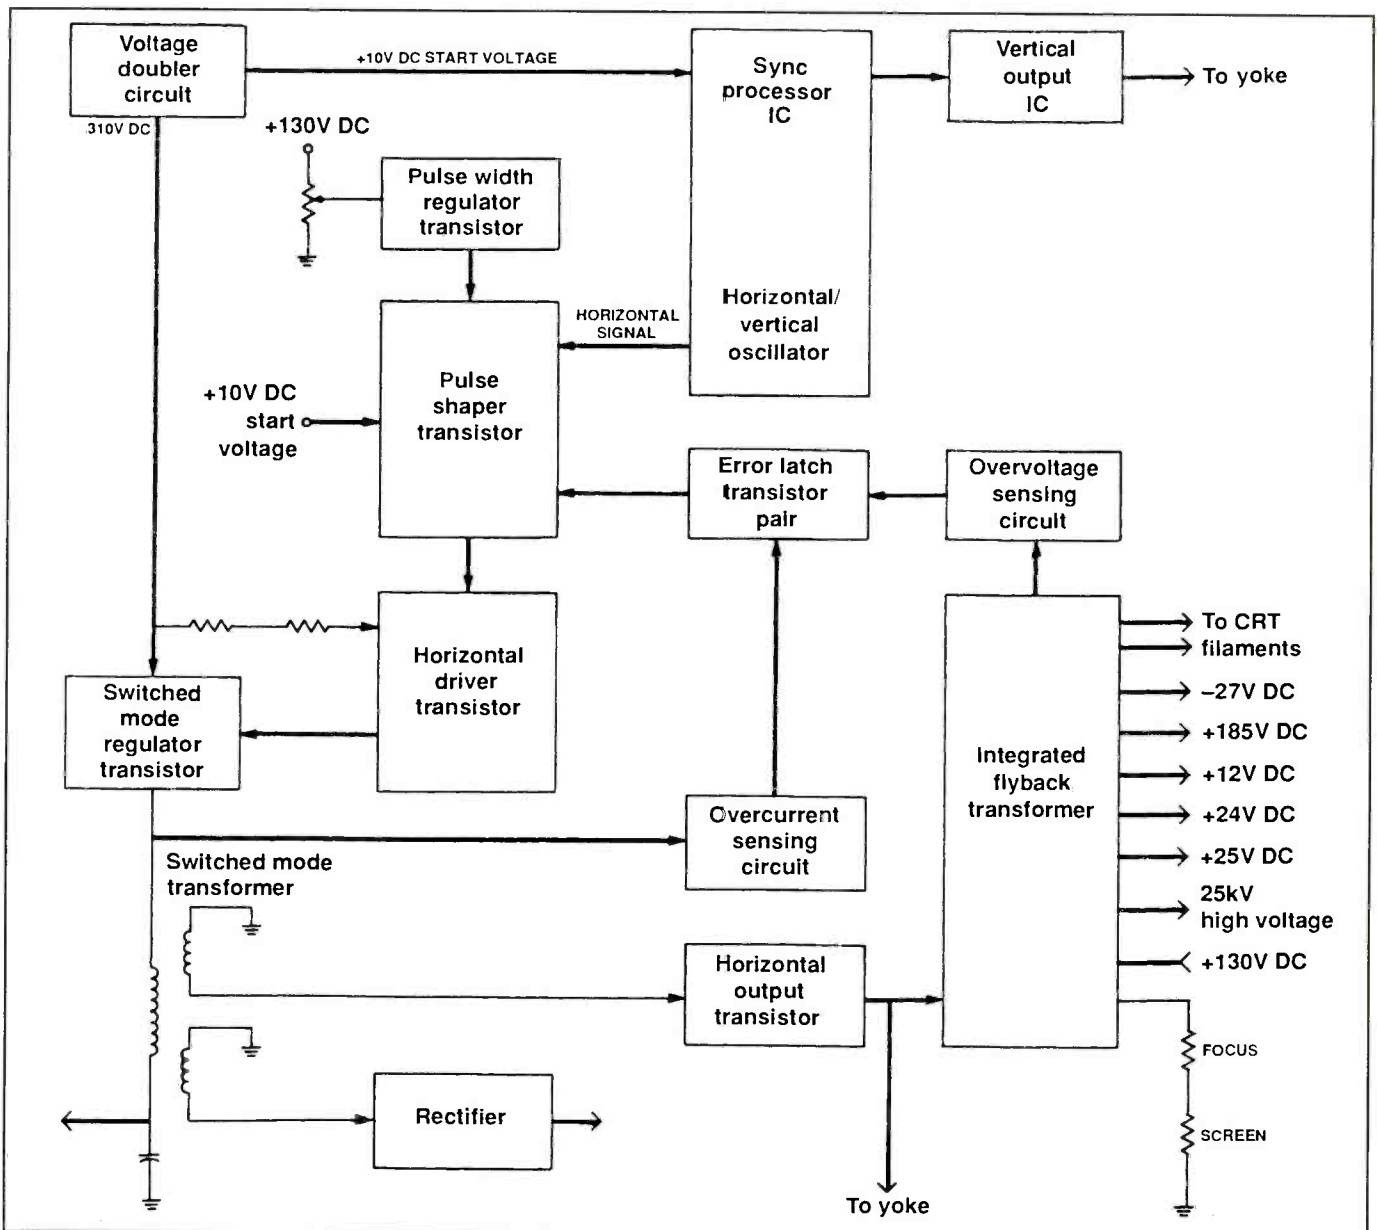 Voltage
doubler
circuit
310V DC
+10V DC START VOLTAGE
Sync
processor
IC
Horizontal/
vertical
oscillator
Vertical
output
IC
To yoke
+130V DC
Pulse width
regulator
transistor
HORIZONTAL
SIGNAL
+10V DC
start
voltage
Pulse
shaper
transistor
Error latch
transistor
pair
Overvoltage
sensing
circuit
Horizontal
driver
transistor
Switched
mode
regulator
transistor
Integrated
flyback
transformer
To CRT
filaments
–27V DC
+185V DC
+12V DC
+24V DC
+25V DC
25kV
high voltage
+130V DC
Overcurrent
sensing
circuit
Switched mode
transformer
Horizontal
output
transistor
FOCUS
SCREEN
Rectifier
To yoke